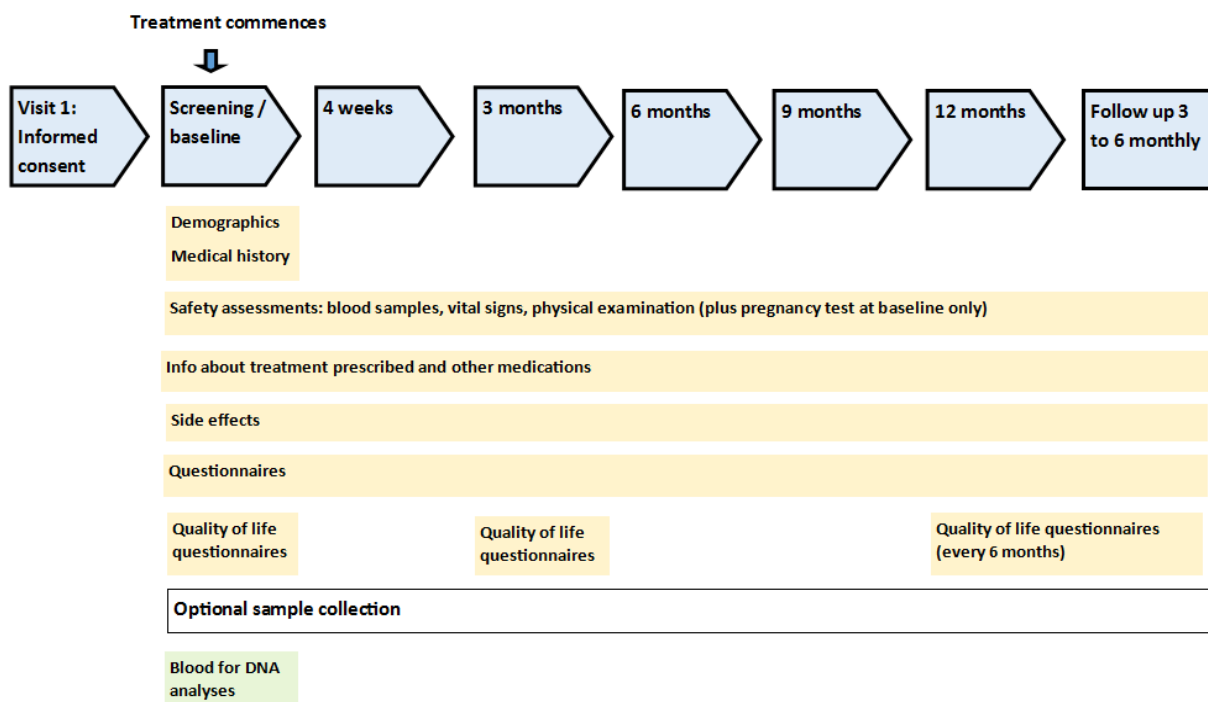 Treatment commences
Visit 1:
Informed
consent
Screening /
baseline
4 weeks
3 months
6 months
9 months
12 months
Follow up 3
to 6 monthly
Demographics
Medical history
Safety assessments: blood samples, vital signs, physical examination (plus pregnancy test at baseline only)
Info about treatment prescribed and other medications
Side effects
Questionnaires
Quality of life
questionnaires
Quality of life
questionnaires
Quality of life questionnaires
(every 6 months)
Optional sample collection
Blood for DNA
analyses